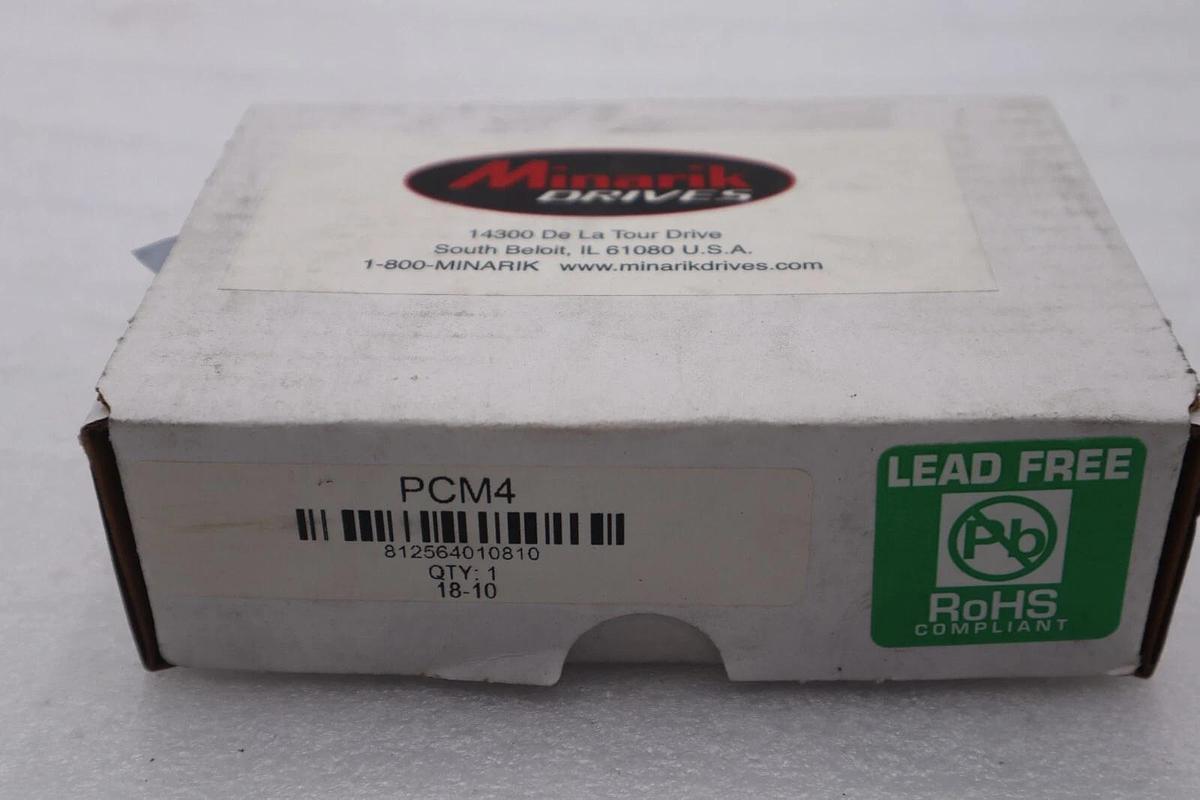 Minarik
DRIVES
14300 De La Tour Drive
South Beloit, IL 61080 U.S.A.
1-800-MINARIK www.minarikdrives.com
PCM4
812564010810
QTY: 1
18-10
LEAD FREE
Pb
RoHS
COMPLIANT